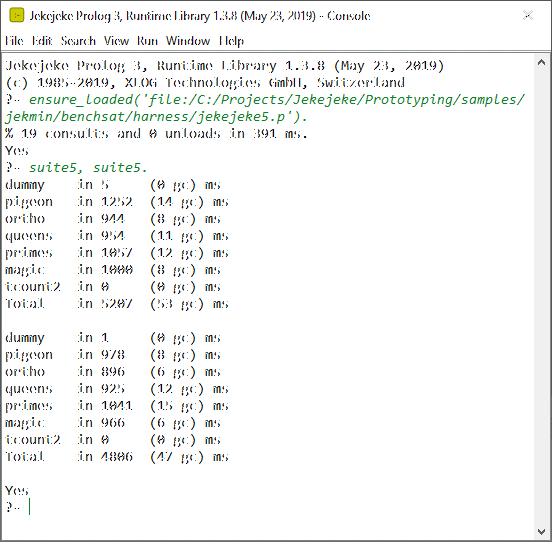 Jekejeke Prolog 3, Runtime Library 1.3.8 (May 23, 2019) - Console
File Edit Search View Run Window Help
Jekejeke Prolog 3, Runtime Library 1.3.8 (May 23, 2019)
(c) 1985-2019, XLOG Technologies GmbH, Switzerland
?- ensure_loaded('file:/C:/Projects/Jekejeke/Prototyping/samples/
jekmin/benchsat/harness/jekejeke5.p').
% 19 consults and 0 unloads in 391 ms.
Yes
?- suite5, suite5.
dummy in 5 (0 gc) ms
pigeon in 1252 (14 gc) ms
ortho in 944 (8 gc) ms
queens in 954 (11 gc) ms
primes in 1057 (12 gc) ms
magic in 1000 (8 gc) ms
tcount2 in 0 (0 gc) ms
Total in 5207 (53 gc) ms
dummy in 1 (0 gc) ms
pigeon in 978 (8 gc) ms
ortho in 896 (6 gc) ms
queens in 925 (12 gc) ms
primes in 1041 (15 gc) ms
magic in 966 (6 gc) ms
tcount2 in 0 (0 gc) ms
Total in 4806 (47 gc) ms
Yes
?-